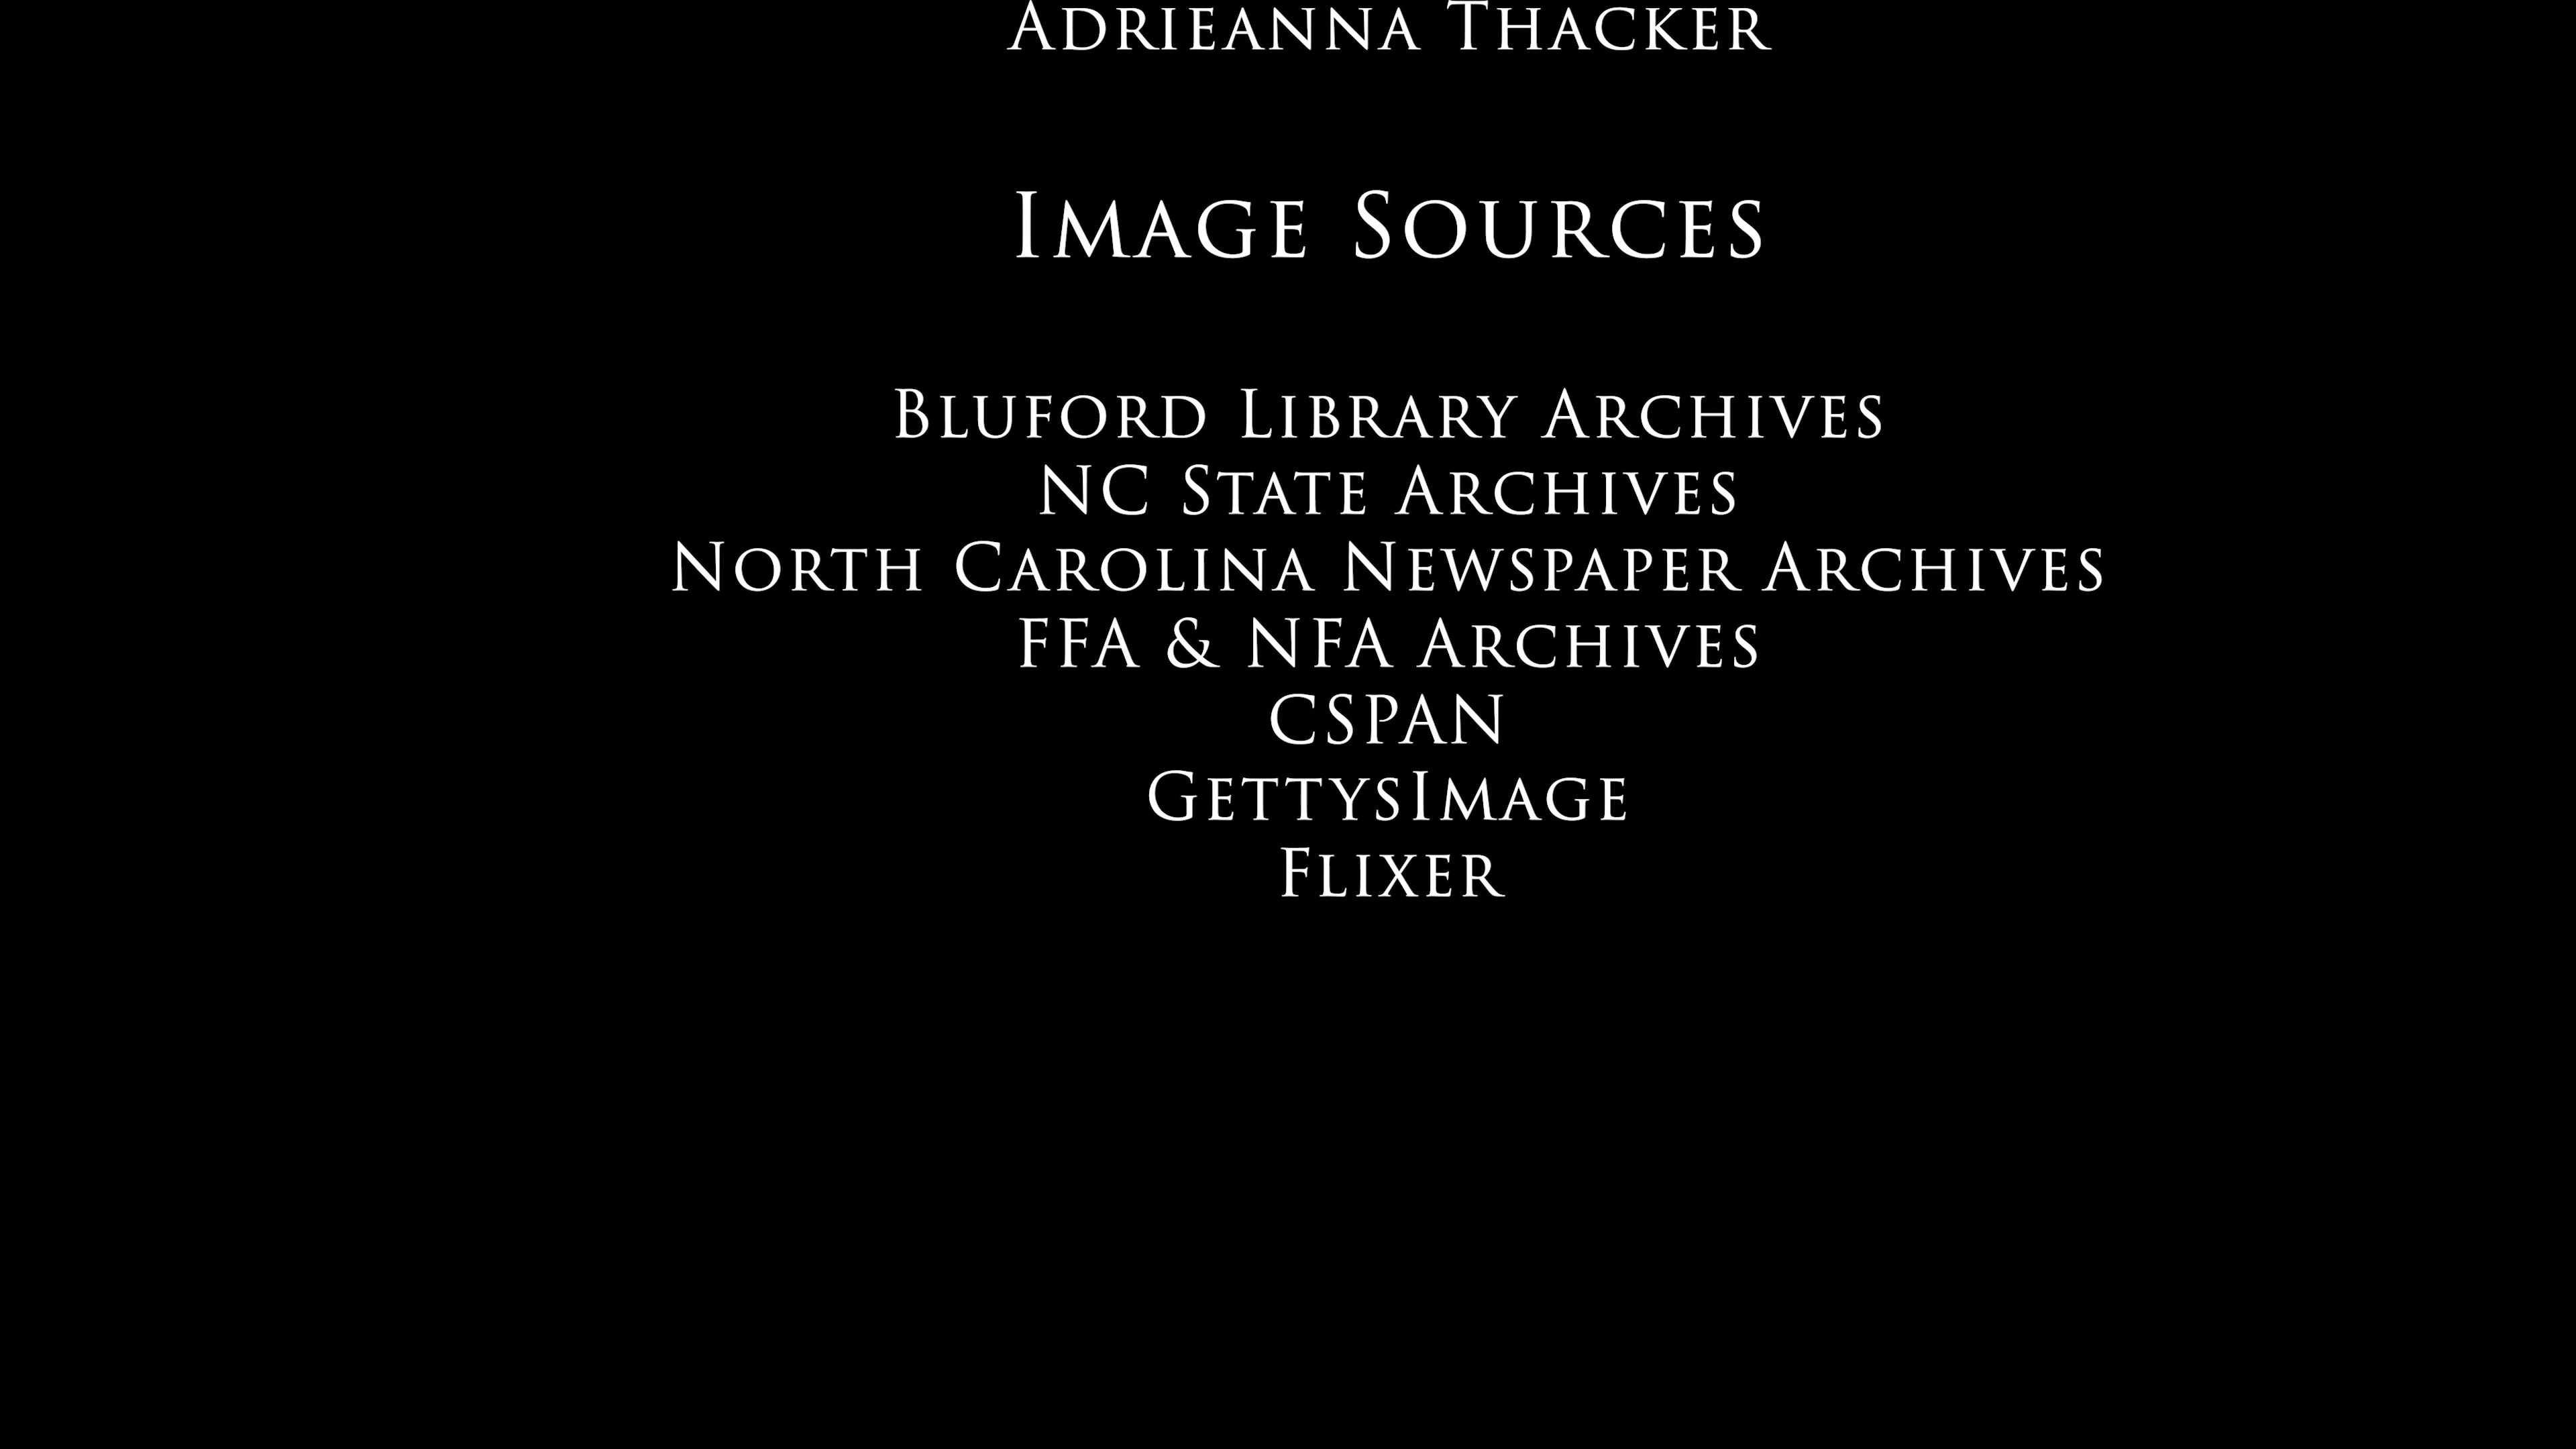 Adrieanna Thacker
Image Sources
Bluford Library Archives
NC State Archives
North Carolina Newspaper Archives
FFA & NFA Archives
CSPAN
GettysImage
Flixer